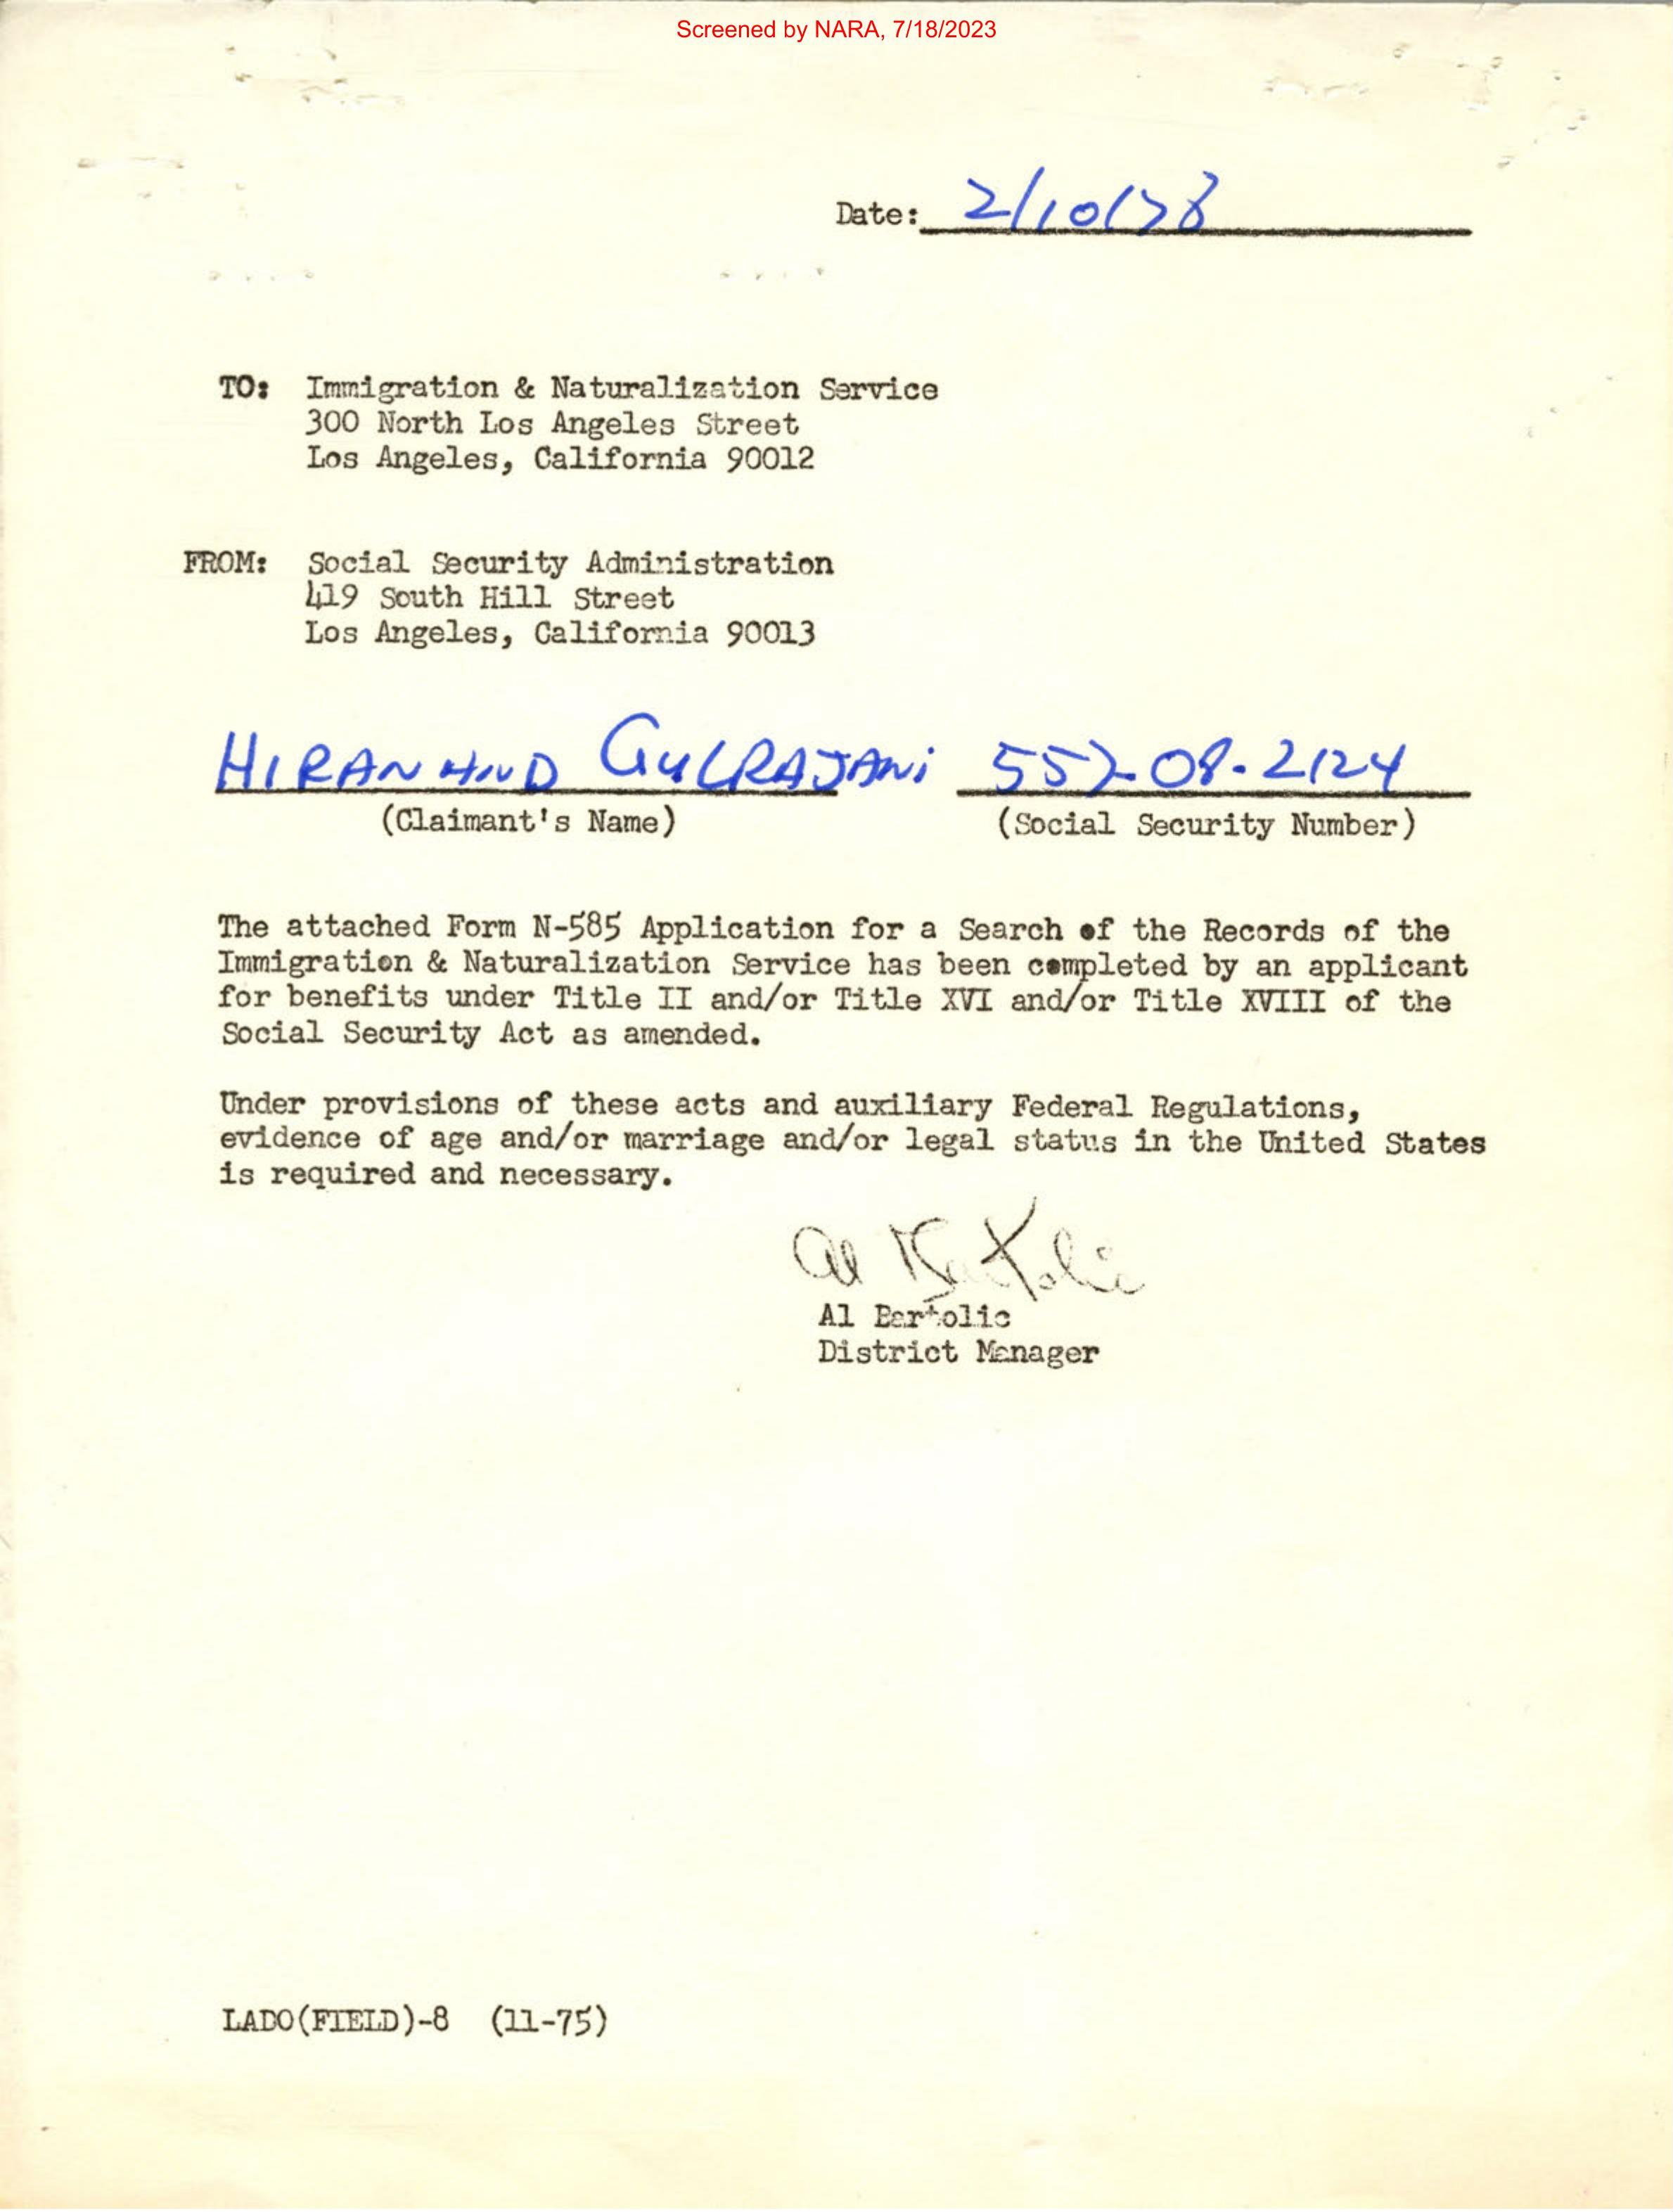 Screened by NARA, 7/18/2023
Date: 2/10/78
TO: Immigration & Naturalization Service
300 North Los Angeles Street
Los Angeles, California 90012
FROM: Social Security Administration
419 South Hill Street
Los Angeles, California 90013
HIRANAND GULRAJANi 557-08-2124
(Claimant's Name) (Social Security Number)
The attached Form N-585 Application for a Search of the Records of the
Immigration & Naturalization Service has been completed by an applicant
for benefits under Title II and/or Title XVI and/or Title XVIII of the
Social Security Act as amended.
Under provisions of these acts and auxiliary Federal Regulations,
evidence of age and/or marriage and/or legal status in the United States
is required and necessary.
Al Bartolic
Al Bartolic
District Manager
LADO(FIELD)-8 (11-75)